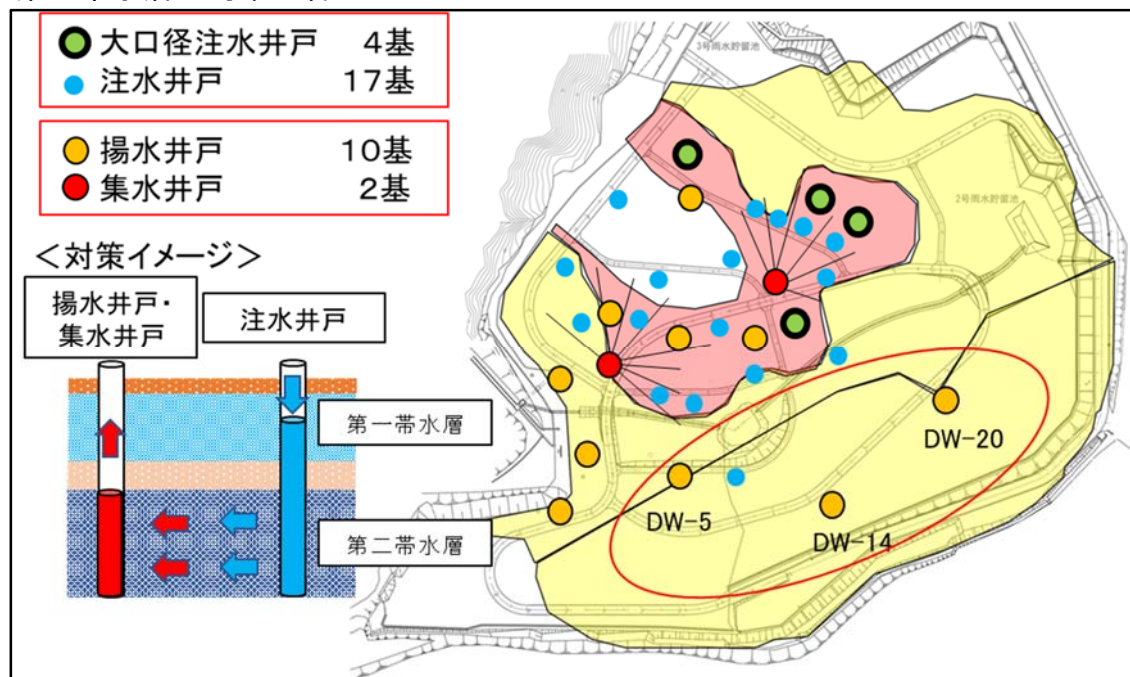 大口径注水井戸 4基
注水井戸 17基
揚水井戸 10基
集水井戸 2基
<対策イメージ>
揚水井戸・
集水井戸
注水井戸
第一帯水層
第二帯水層
3号雨水貯留池
2号雨水貯留池
DW-20
DW-5
DW-14